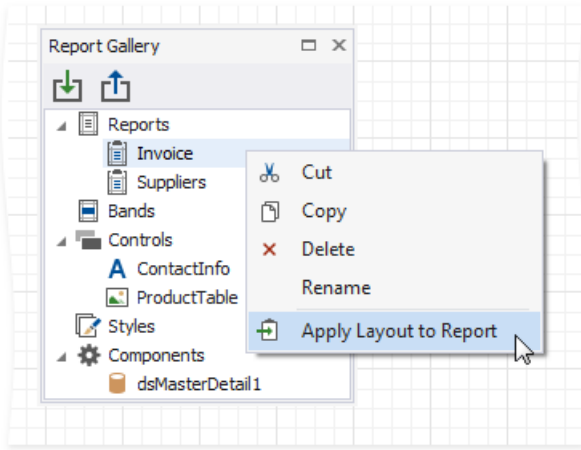 Report Gallery
Reports
Invoice
Suppliers
Bands
Controls
ContactInfo
ProductTable
Styles
Components
dsMasterDetail1
Cut
Copy
Delete
Rename
Apply Layout to Report